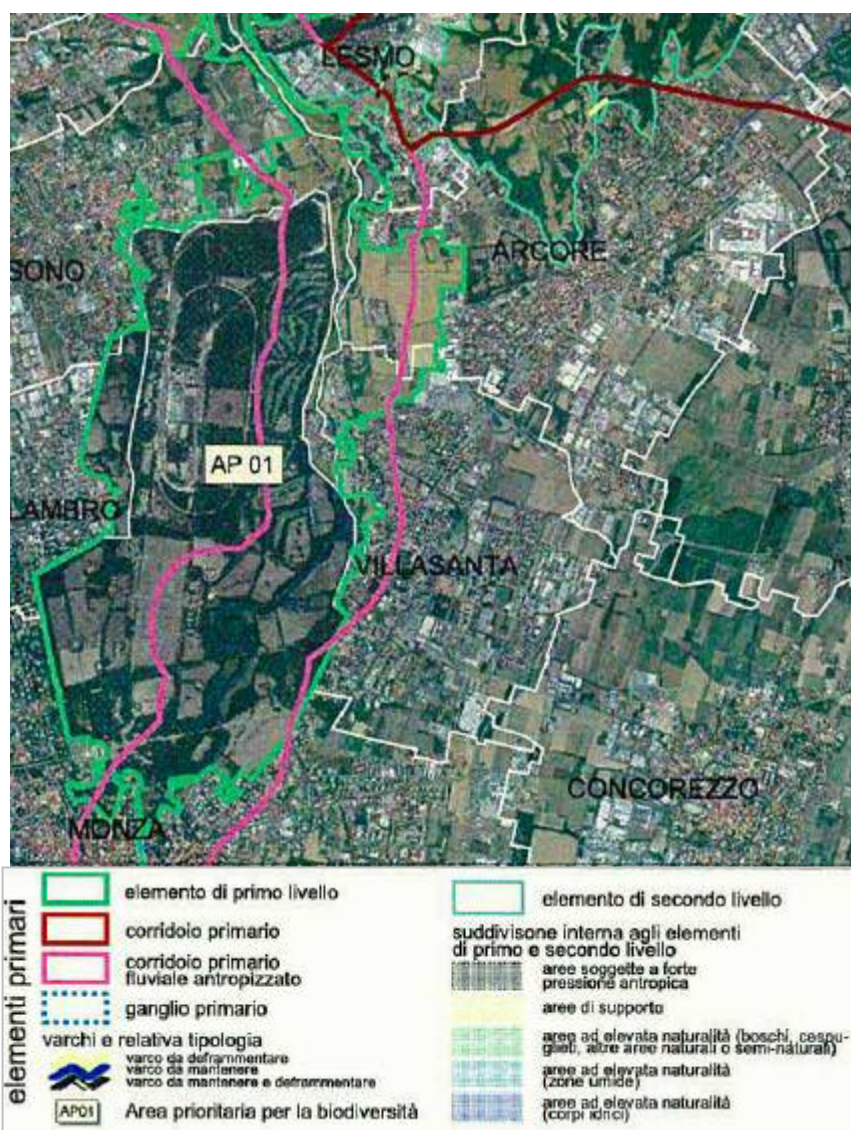 LESMO
ARCORE
SONO
AP 01
LAMBRO
VILLASANTA
CONCOREZZO
MONZA
elementi primari
elemento di primo livello
corridoio primario
corridoio primario
fluviale antropizzato
ganglio primario
varchi e relativa tipologia
varco da deframmentare
varco da mantenere
varco da mantenere e deframmentare
AP01
Area prioritaria per la biodiversità
elemento di secondo livello
suddivisone interna agli elementi
di primo e secondo livello
aree soggette a forte
pressione antropica
aree di supporto
aree ad elevata naturalità (boschi, cespu-
glieti, altre aree naturali o semi-naturali)
aree ad elevata naturalità
(zone umide)
aree ad elevata naturalità
(corpi idrici)